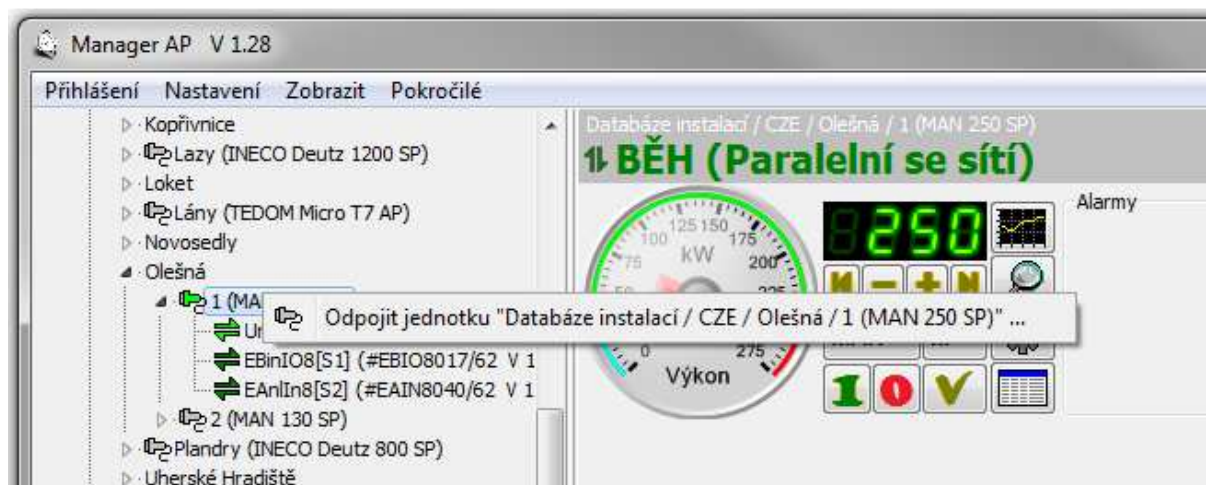 Manager AP V 1.28
Přihlášení Nastavení Zobrazit Pokročilé
Kopřivnice
Lazy (INECO Deutz 1200 SP)
Loket
Lány (TEDOM Micro T7 AP)
Novosedly
Olešná
1 (MA
Odpojit jednotku "Databáze instalací / CZE / Olešná / 1 (MAN 250 SP)" ...
EBinIO8[S1] (#EBIO8017/62 V 1
EAnlIn8[S2] (#EAIN8040/62 V 1
2 (MAN 130 SP)
Plandry (INECO Deutz 800 SP)
Uherské Hradiště
Databáze instalací / CZE / Olešná / 1 (MAN 250 SP)
BĚH (Paralelní se sítí)
75 100 125 150 175 200
kW
0 275
Výkon
250
1 0
Alarmy